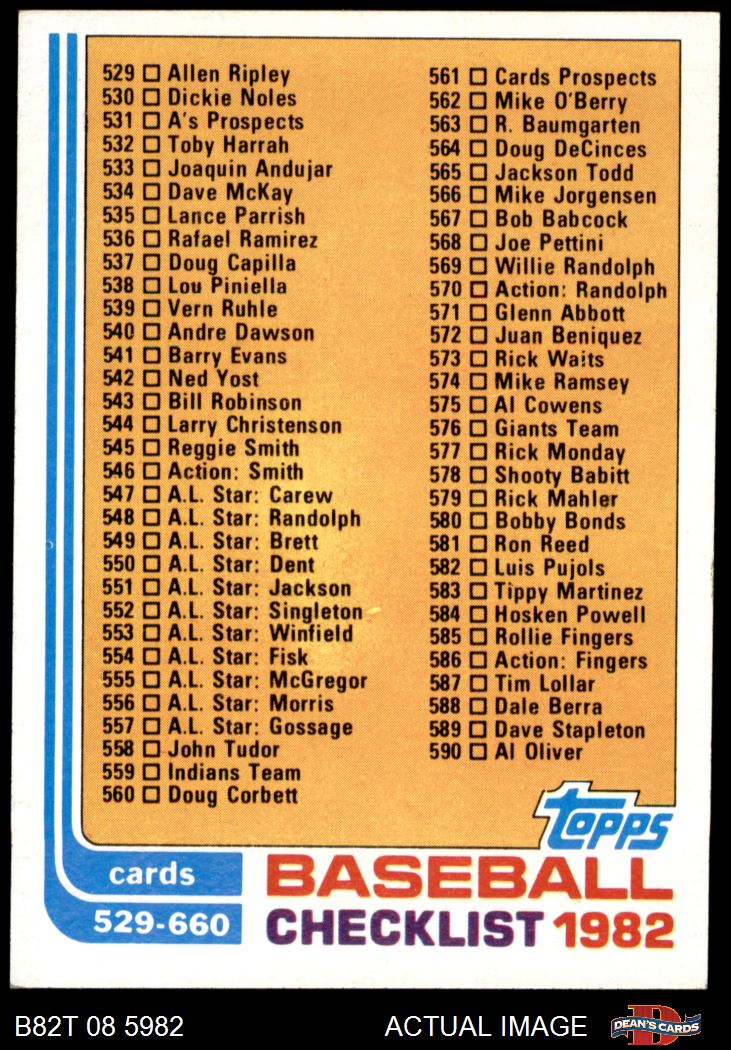 529 Allen Ripley
530 Dickie Noles
531 A's Prospects
532 Toby Harrah
533 Joaquin Andujar
534 Dave McKay
535 Lance Parrish
536 Rafael Ramirez
537 Doug Capilla
538 Lou Piniella
539 Vern Ruhle
540 Andre Dawson
541 Barry Evans
542 Ned Yost
543 Bill Robinson
544 Larry Christenson
545 Reggie Smith
546 Action: Smith
547 A.L. Star: Carew
548 A.L. Star: Randolph
549 A.L. Star: Brett
550 A.L. Star: Dent
551 A.L. Star: Jackson
552 A.L. Star: Singleton
553 A.L. Star: Winfield
554 A.L. Star: Fisk
555 A.L. Star: McGregor
556 A.L. Star: Morris
557 A.L. Star: Gossage
558 John Tudor
559 Indians Team
560 Doug Corbett
561 Cards Prospects
562 Mike O'Berry
563 R. Baumgarten
564 Doug DeCinces
565 Jackson Todd
566 Mike Jorgensen
567 Bob Babcock
568 Joe Pettini
569 Willie Randolph
570 Action: Randolph
571 Glenn Abbott
572 Juan Beniquez
573 Rick Waits
574 Mike Ramsey
575 Al Cowens
576 Giants Team
577 Rick Monday
578 Shooty Babitt
579 Rick Mahler
580 Bobby Bonds
581 Ron Reed
582 Luis Pujols
583 Tippy Martinez
584 Hosken Powell
585 Rollie Fingers
586 Action: Fingers
587 Tim Lollar
588 Dale Berra
589 Dave Stapleton
590 Al Oliver
topps
cards
529-660
BASEBALL
CHECKLIST 1982
B82T 08 5982
ACTUAL IMAGE
D
DEAN'S CARDS